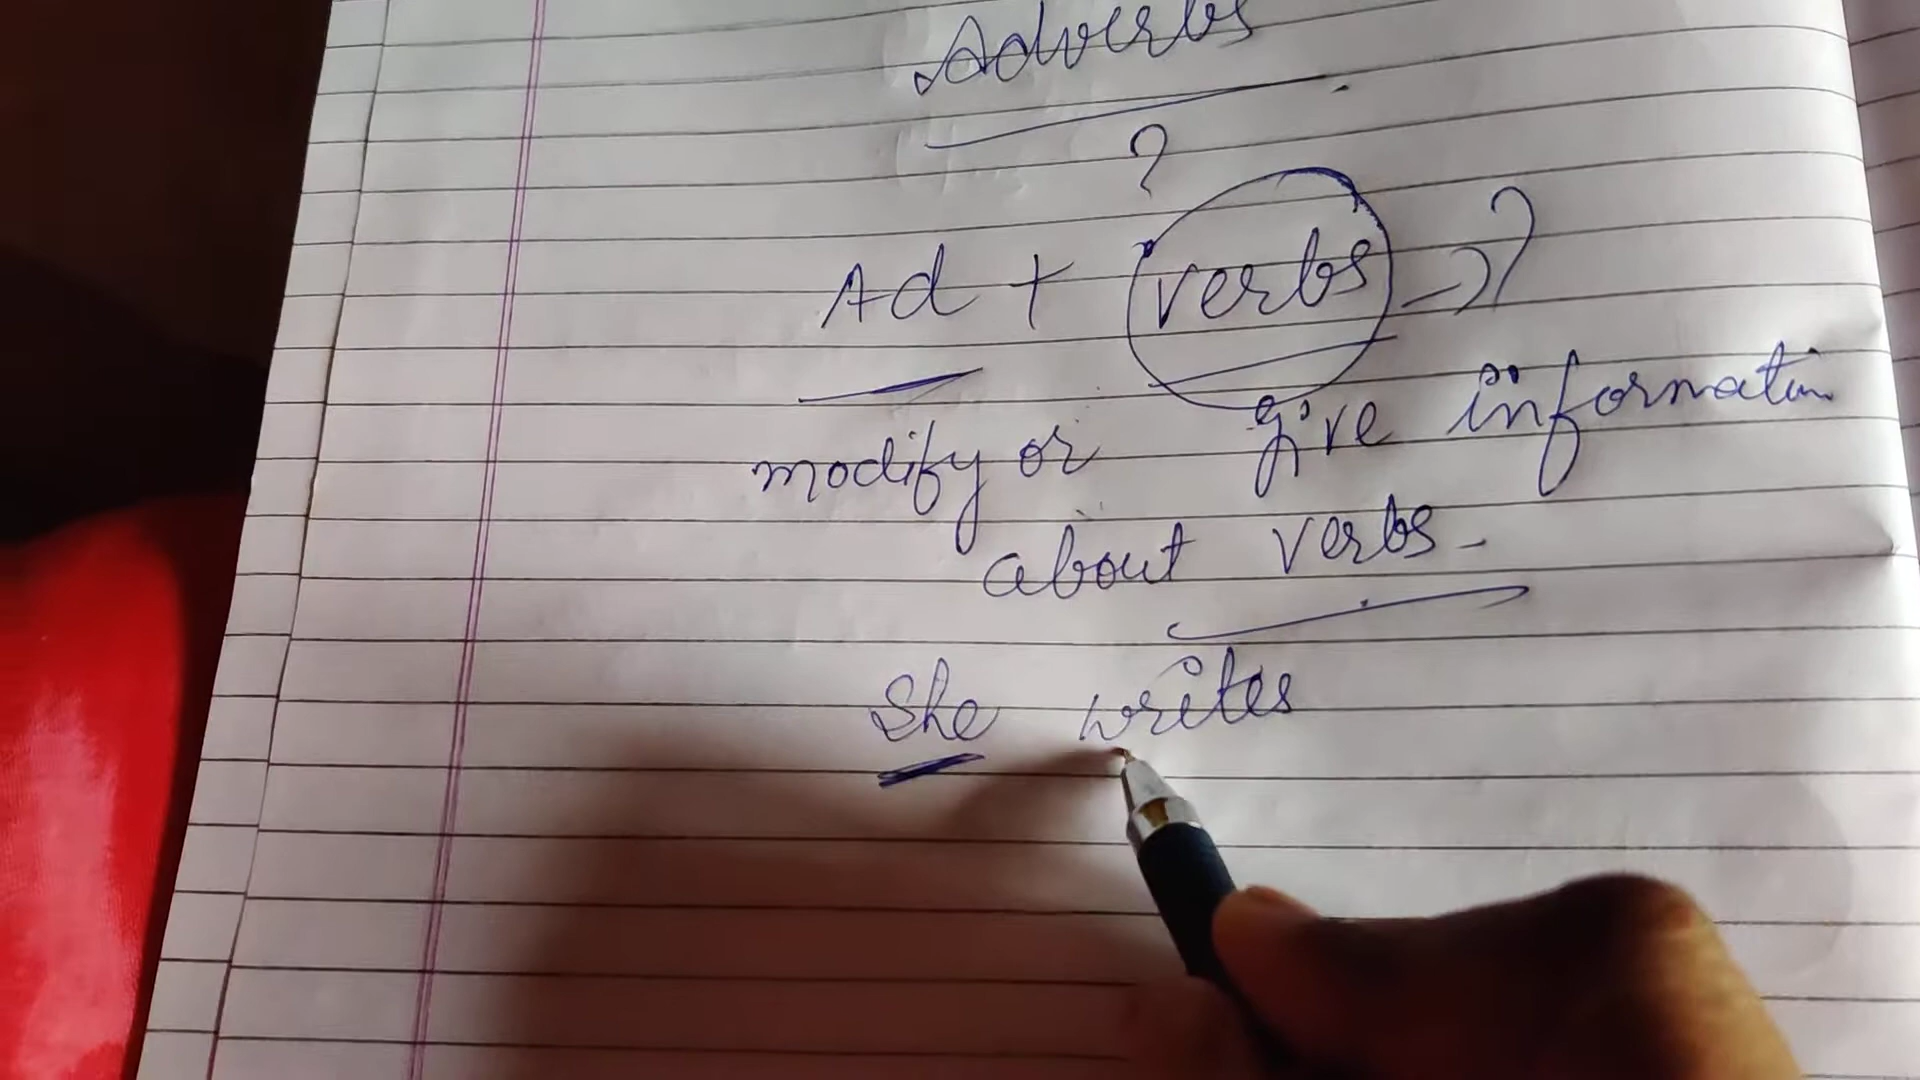 Adverbs
?
Ad + verbs => ?
modify or give information
about verbs.
She writes